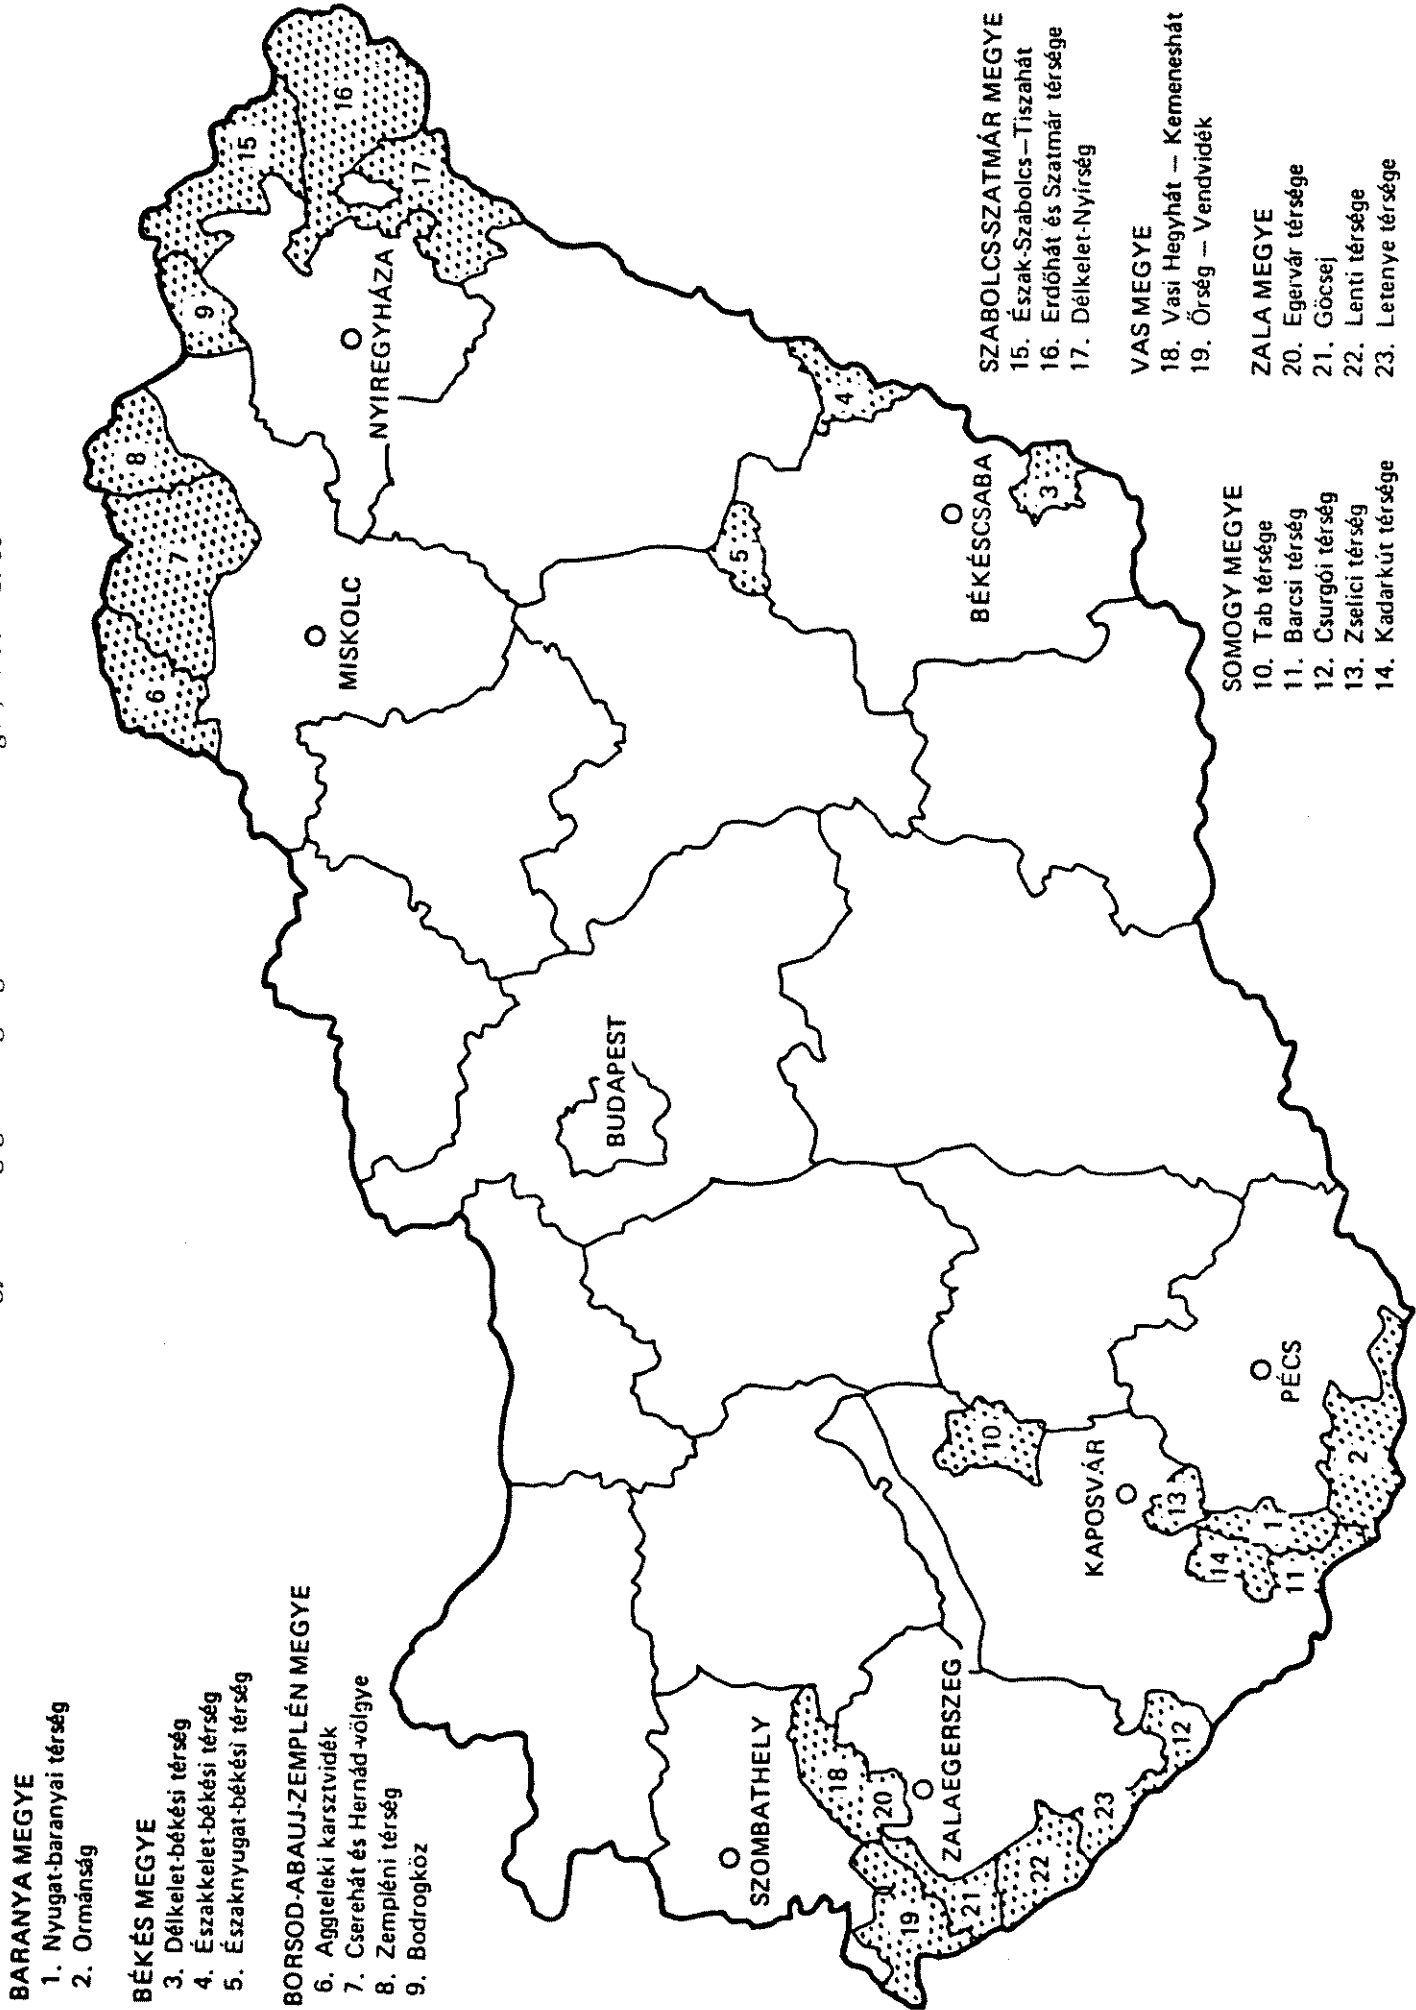 BARANYA MEGYE
1. Nyugat-baranyai térség
2. Ormánság
BÉKÉS MEGYE
3. Délkelet-békési térség
4. Északkelet-békési térség
5. Északnyugat-békési térség
BORSOD-ABAUJ-ZEMPLÉN MEGYE
6. Aggteleki karsztvidék
7. Cserehát és Hernád-völgye
8. Zempléni térség
9. Bodrogköz
SOMOGY MEGYE
10. Tab térsége
11. Barcsi térség
12. Csurgói térség
13. Zselici térség
14. Kadarkút térsége
SZABOLCS-SZATMÁR MEGYE
15. Észak-Szabolcs–Tiszahát
16. Erdőhát és Szatmár térsége
17. Délkelet-Nyírség
VAS MEGYE
18. Vasi Hegyhát – Kemeneshát
19. Őrség – Vendvidék
ZALA MEGYE
20. Egervár térsége
21. Göcsej
22. Lenti térsége
23. Letenye térsége
SZOMBATHELY
ZALAEGERSZEG
KAPOSVÁR
PÉCS
BUDAPEST
MISKOLC
NYIREGYHÁZA
BÉKÉSCSABA
1
2
3
4
5
6
7
8
9
10
11
12
13
14
15
16
17
18
19
20
21
22
23